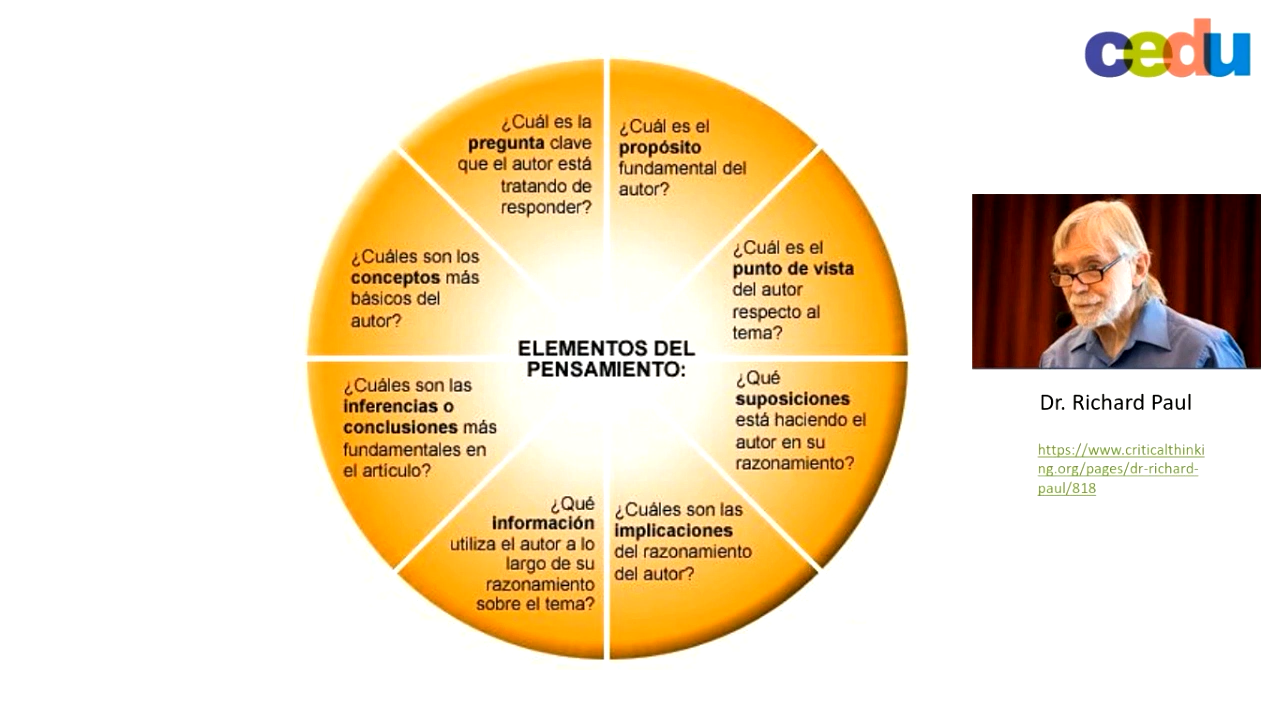 cedu
¿Cuál es la
pregunta clave
que el autor está
tratando de
responder?
¿Cuál es el
propósito
fundamental del
autor?
¿Cuáles son los
conceptos más
básicos del
autor?
¿Cuál es el
punto de vista
del autor
respecto al
tema?
ELEMENTOS DEL
PENSAMIENTO:
¿Cuáles son las
inferencias o
conclusiones más
fundamentales en
el artículo?
¿Qué
suposiciones
está haciendo el
autor en su
razonamiento?
¿Qué
información
utiliza el autor a lo
largo de su
razonamiento
sobre el tema?
¿Cuáles son las
implicaciones
del razonamiento
del autor?
Dr. Richard Paul
https://www.criticalthinki
ng.org/pages/dr-richard-
paul/818